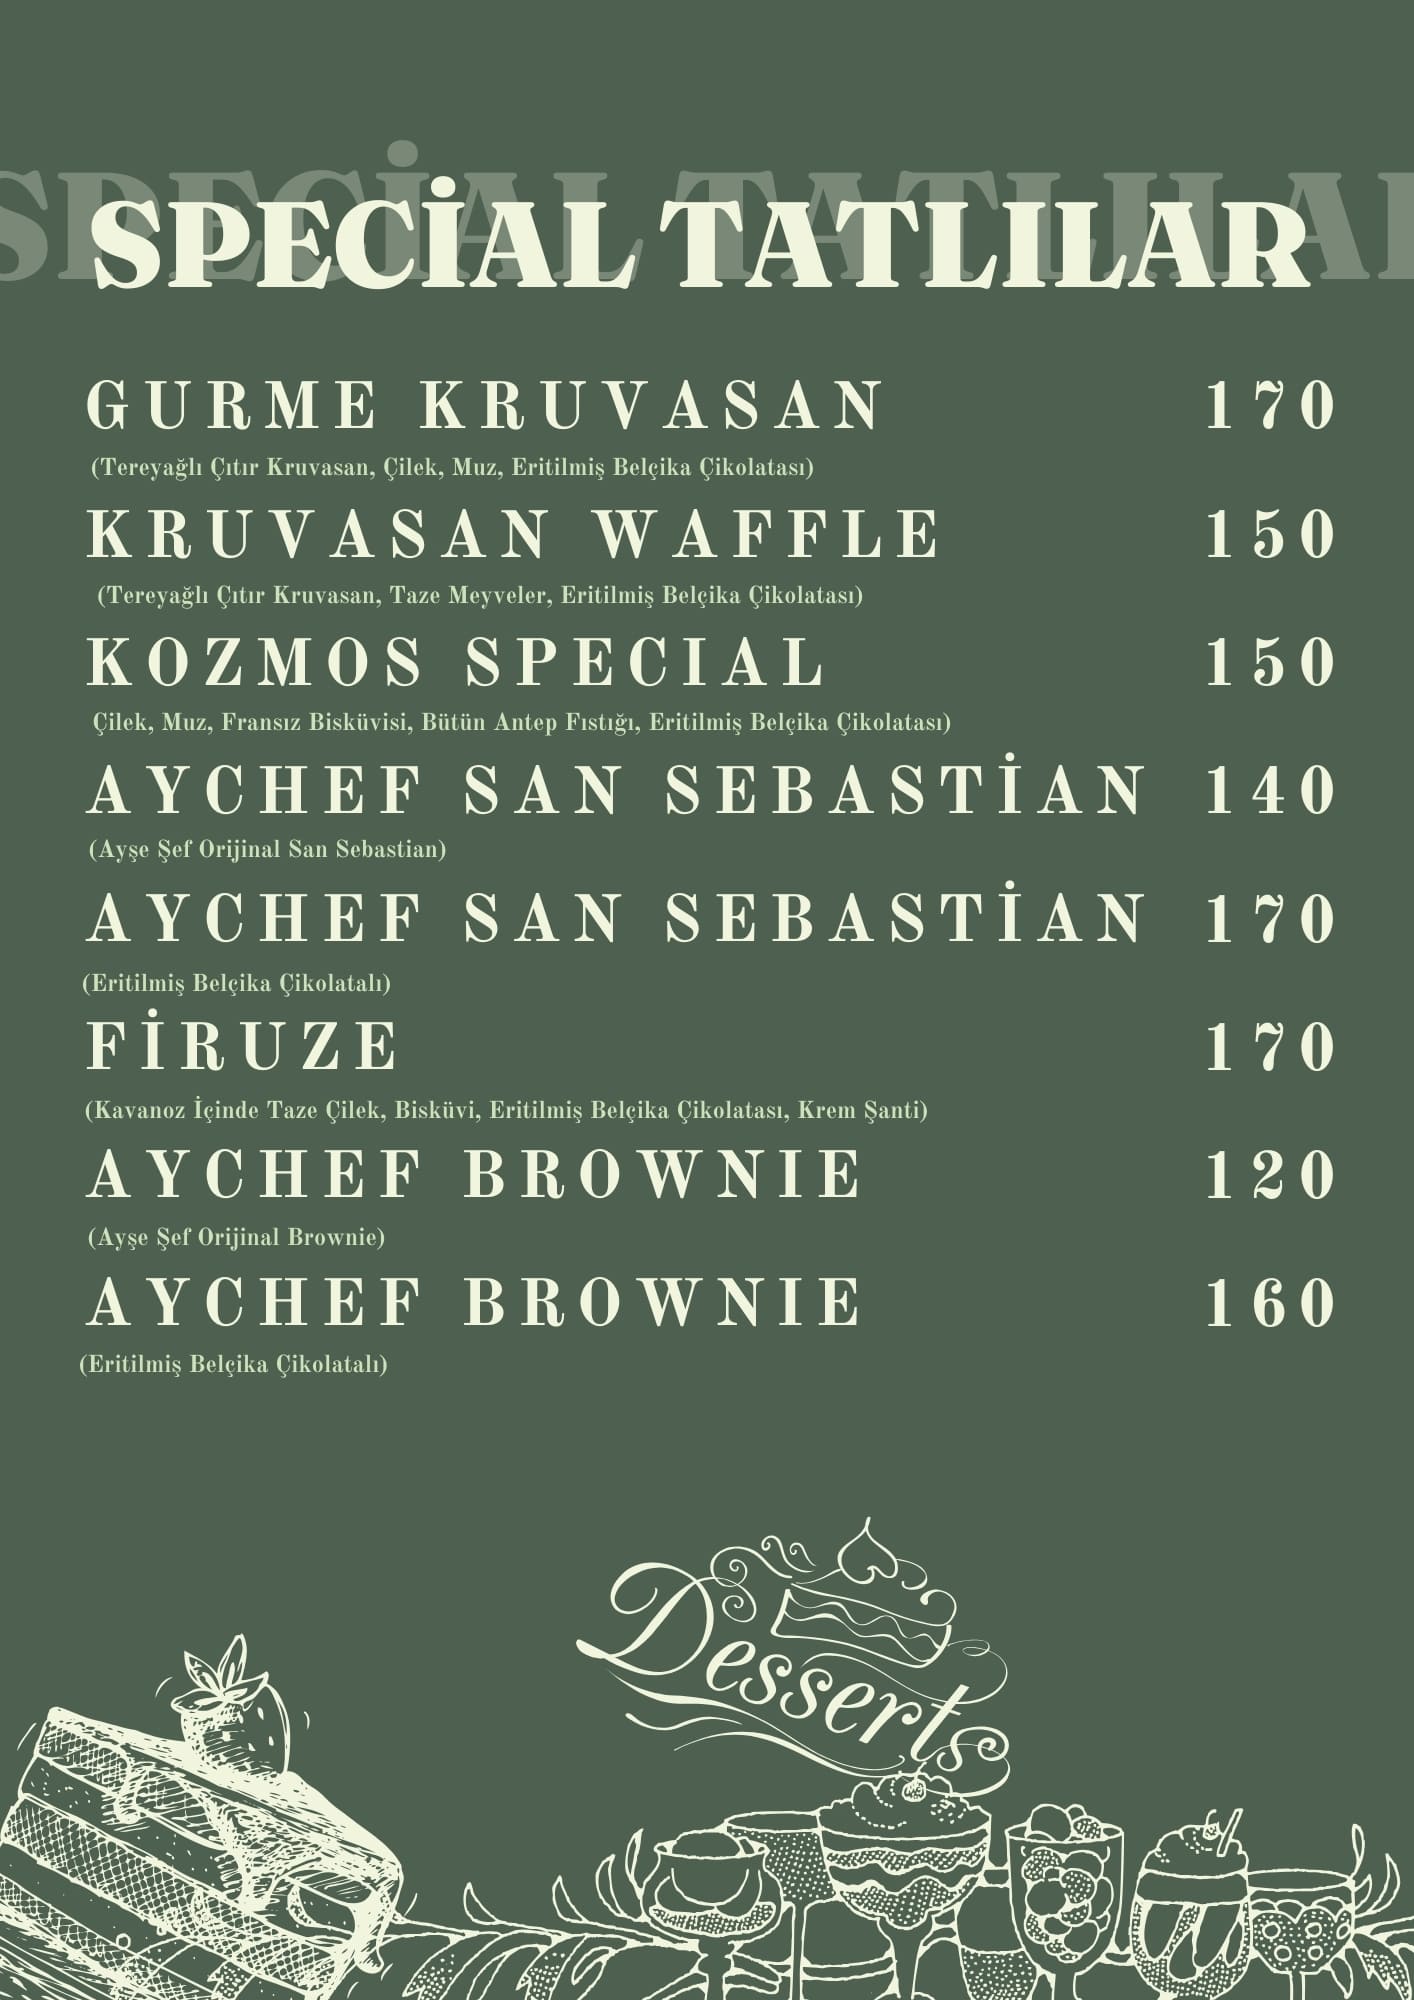 SPECİAL TATLILAR
GURME KRUVASAN 170
(Tereyağlı Çıtır Kruvasan, Çilek, Muz, Eritilmiş Belçika Çikolatası)
KRUVASAN WAFFLE 150
(Tereyağlı Çıtır Kruvasan, Taze Meyveler, Eritilmiş Belçika Çikolatası)
KOZMOS SPECIAL 150
Çilek, Muz, Fransız Bisküvisi, Bütün Antep Fıstığı, Eritilmiş Belçika Çikolatası)
AYCHEF SAN SEBASTİAN 140
(Ayşe Şef Orijinal San Sebastian)
AYCHEF SAN SEBASTİAN 170
(Eritilmiş Belçika Çikolatalı)
FİRUZE 170
(Kavanoz İçinde Taze Çilek, Bisküvi, Eritilmiş Belçika Çikolatası, Krem Şanti)
AYCHEF BROWNIE 120
(Ayşe Şef Orijinal Brownie)
AYCHEF BROWNIE 160
(Eritilmiş Belçika Çikolatalı)
Desserts